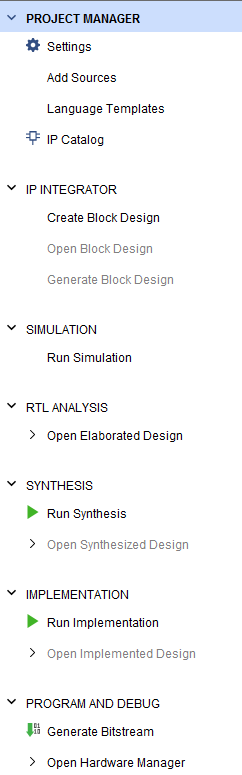 PROJECT MANAGER
Settings
Add Sources
Language Templates
IP Catalog
IP INTEGRATOR
Create Block Design
Open Block Design
Generate Block Design
SIMULATION
Run Simulation
RTL ANALYSIS
Open Elaborated Design
SYNTHESIS
Run Synthesis
Open Synthesized Design
IMPLEMENTATION
Run Implementation
Open Implemented Design
PROGRAM AND DEBUG
Generate Bitstream
Open Hardware Manager